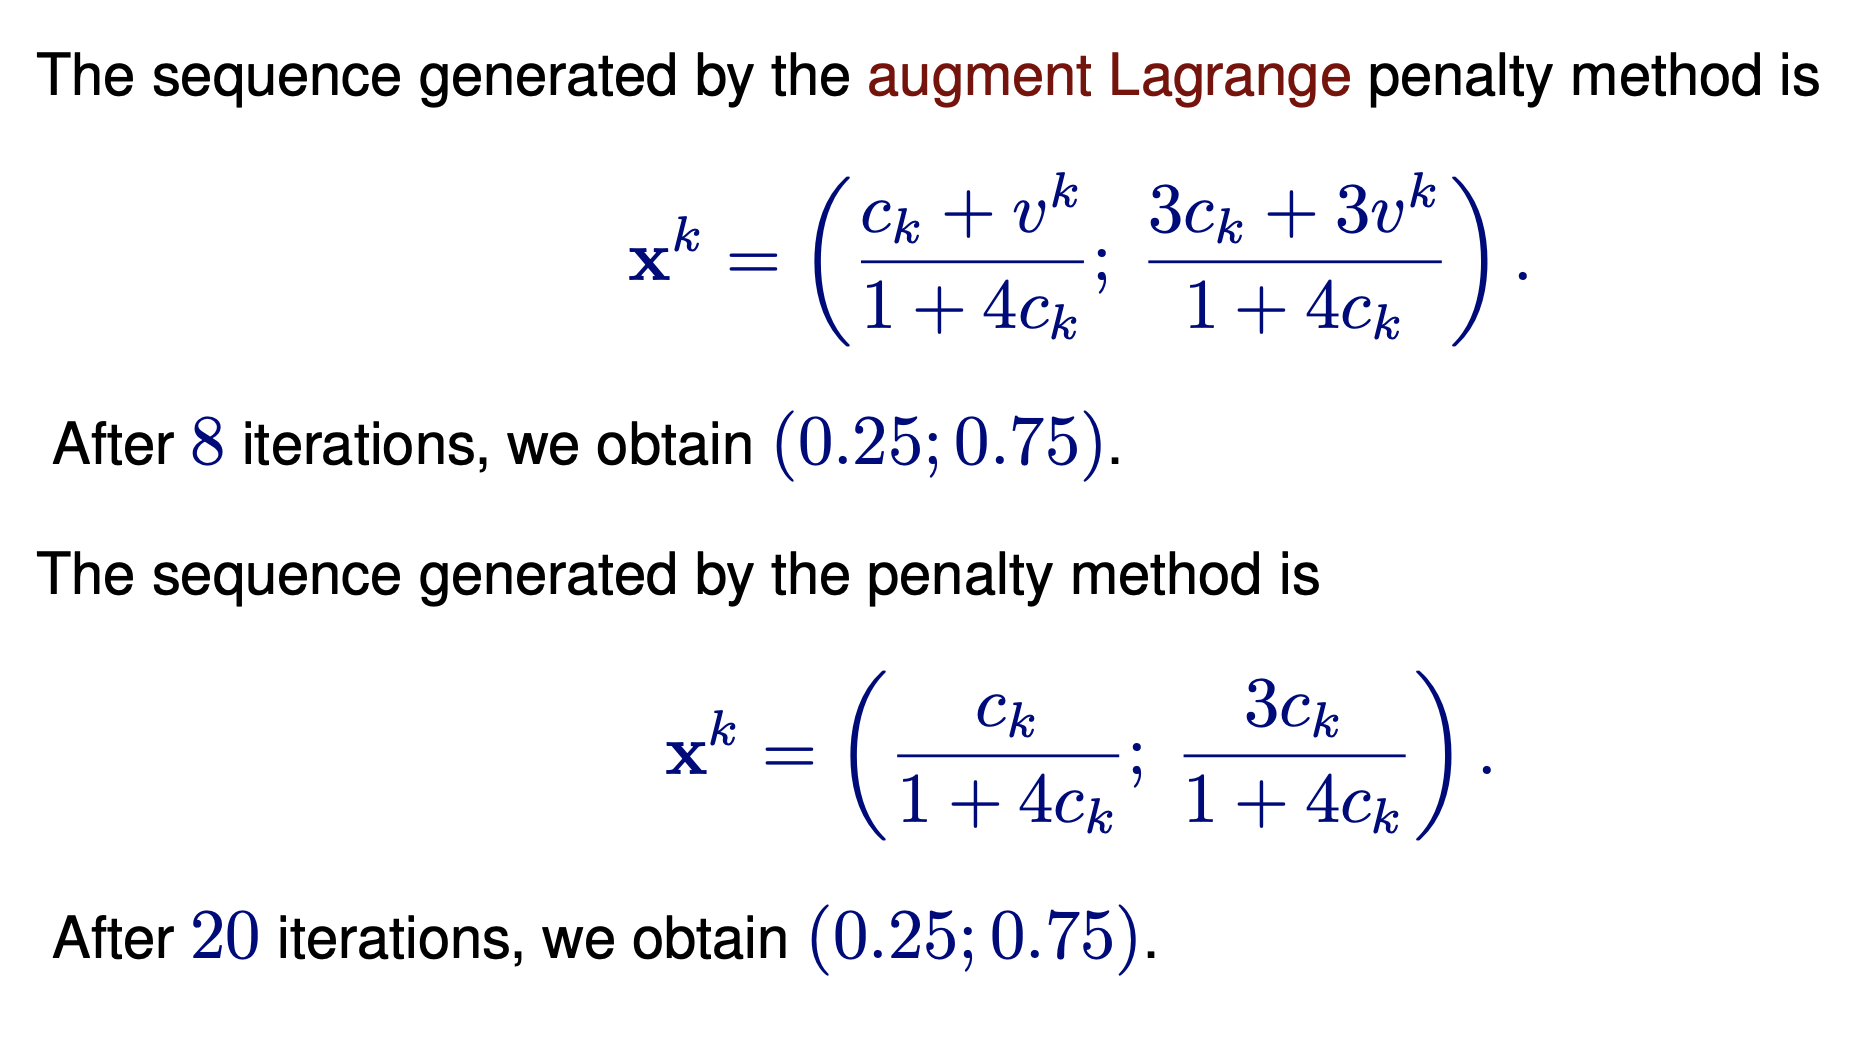 The sequence generated by the augment Lagrange penalty method is
$$\mathbf{x}^k = \left( \frac{c_k + v^k}{1 + 4c_k}; \frac{3c_k + 3v^k}{1 + 4c_k} \right).$$
After 8 iterations, we obtain (0.25; 0.75).
The sequence generated by the penalty method is
$$\mathbf{x}^k = \left( \frac{c_k}{1 + 4c_k}; \frac{3c_k}{1 + 4c_k} \right).$$
After 20 iterations, we obtain (0.25; 0.75).